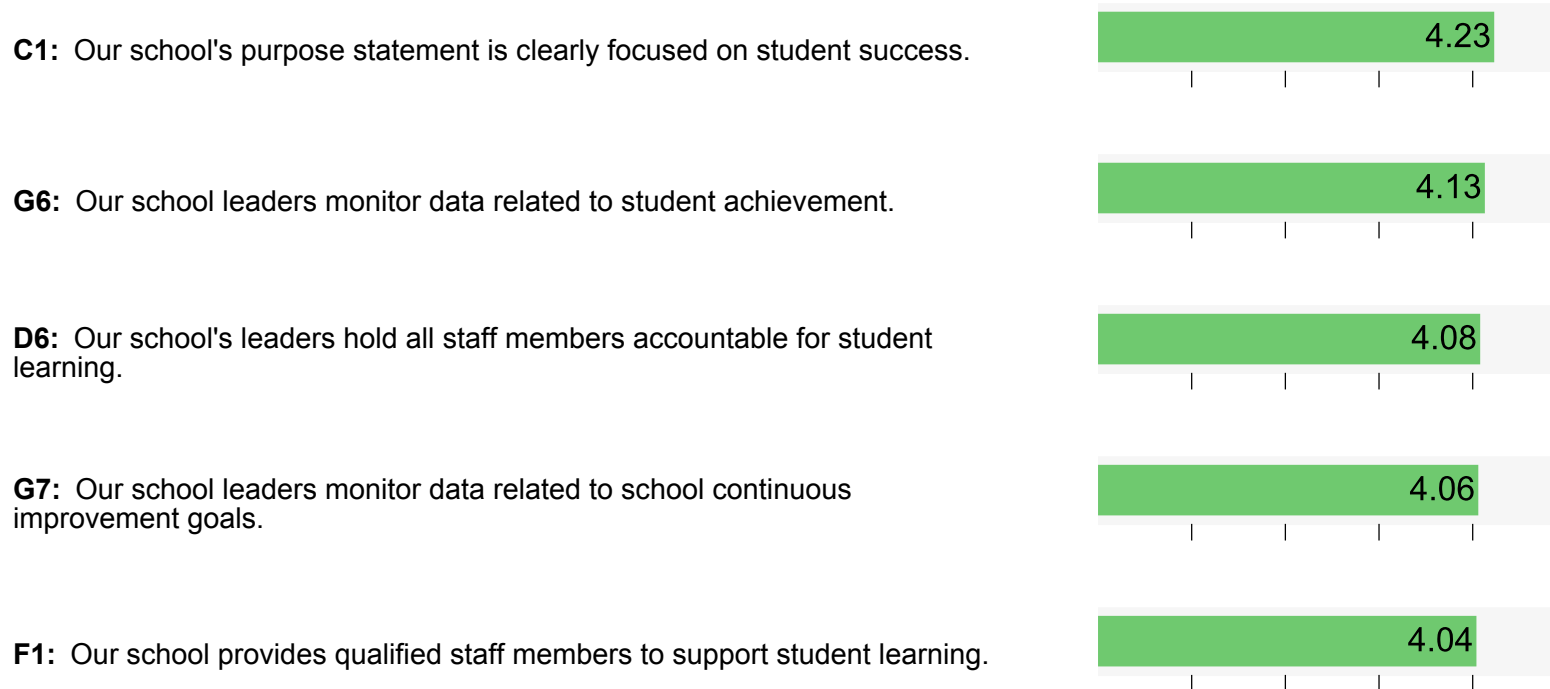 C1: Our school's purpose statement is clearly focused on student success.
4.23
G6: Our school leaders monitor data related to student achievement.
4.13
D6: Our school's leaders hold all staff members accountable for student
learning.
4.08
G7: Our school leaders monitor data related to school continuous
improvement goals.
4.06
F1: Our school provides qualified staff members to support student learning.
4.04